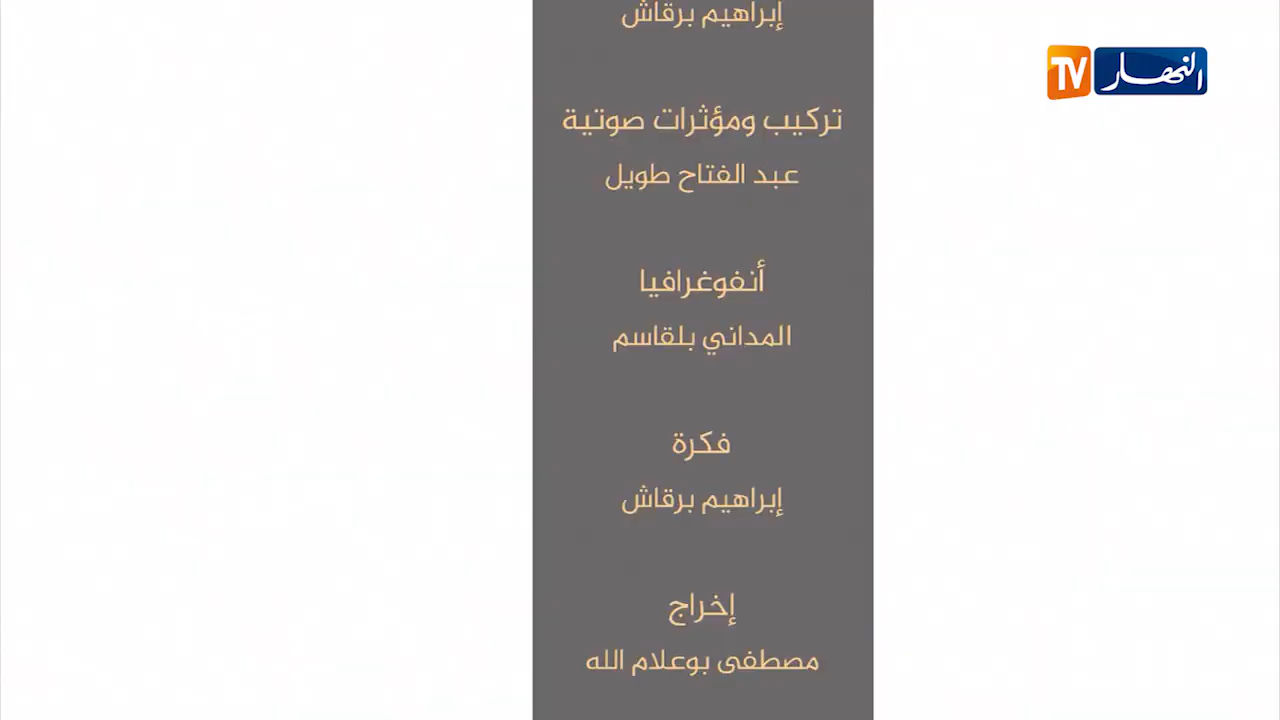 إبراهيم برقاش
النهار TV
تركيب ومؤثرات صوتية
عبد الفتاح طويل
أنفوغرافيا
المداني بلقاسم
فكرة
إبراهيم برقاش
إخراج
مصطفى بوعلام الله